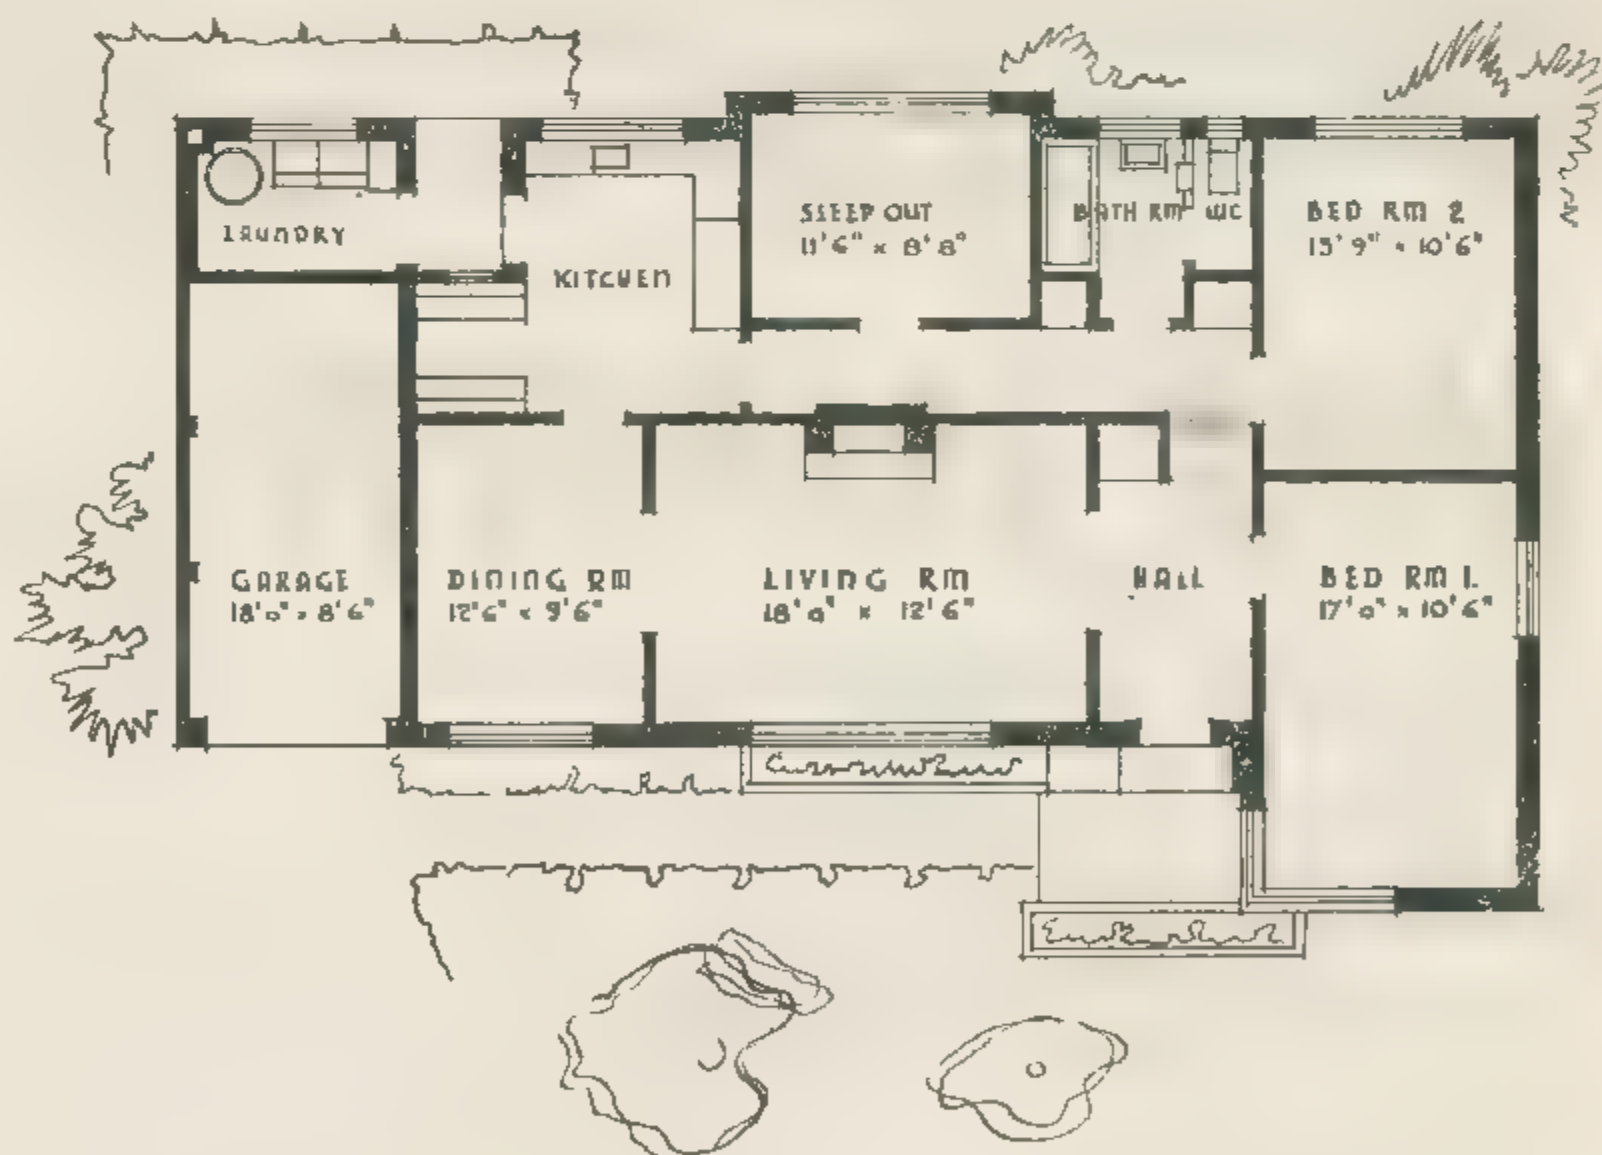 LAUNDRY
KITCHEN
SLEEP OUT
11'6" x 8'8"
BATH RM
WC
BED RM 2
13'9" x 10'6"
GARAGE
18'0" x 8'6"
DINING RM
12'6" x 9'6"
LIVING RM
18'0" x 12'6"
HALL
BED RM 1.
17'0" x 10'6"